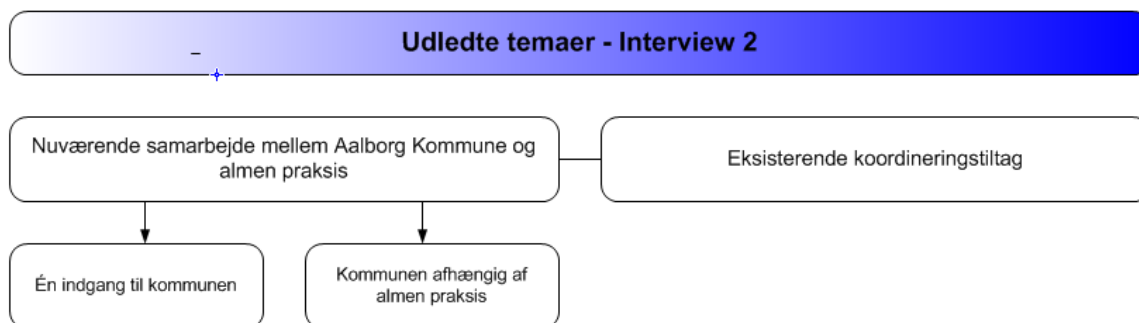 Udledte temaer - Interview 2
Nuværende samarbejde mellem Aalborg Kommune og
almen praksis
Eksisterende koordineringstiltag
Én indgang til kommunen
Kommunen afhængig af
almen praksis